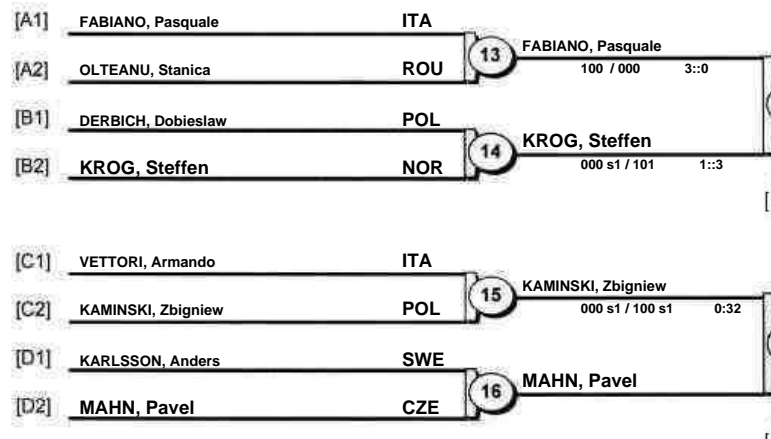 [A1] FABIANO, Pasquale ITA
13 FABIANO, Pasquale
[A2] OLTEANU, Stanica ROU
100 / 000 3::0
[B1] DERBICH, Dobieslaw POL
14 KROG, Steffen
[B2] KROG, Steffen NOR
000 s1 / 101 1::3
[
[C1] VETTORI, Armando ITA
15 KAMINSKI, Zbigniew
[C2] KAMINSKI, Zbigniew POL
000 s1 / 100 s1 0:32
[D1] KARLSSON, Anders SWE
16 MAHN, Pavel
[D2] MAHN, Pavel CZE